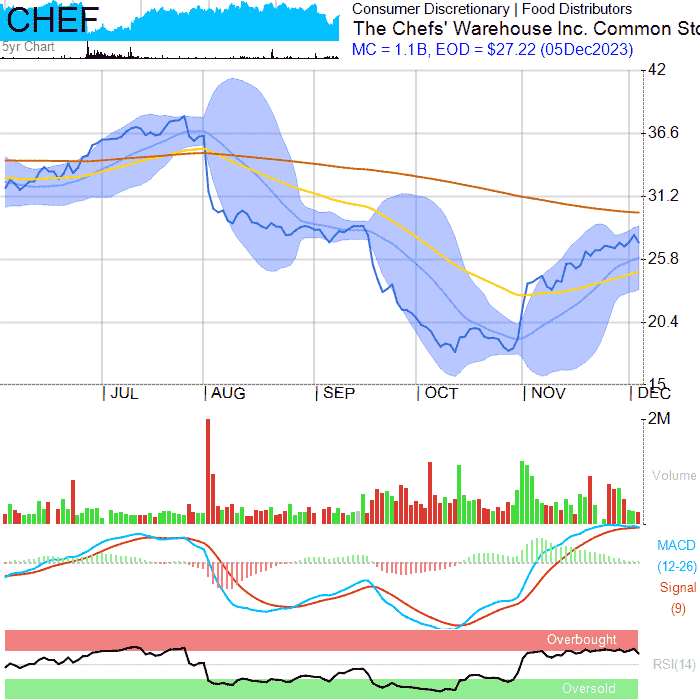 CHEF
5yr Chart
Consumer Discretionary | Food Distributors
The Chefs' Warehouse Inc. Common Sto
MC = 1.1B, EOD = $27.22 (05Dec2023)
42
36.6
31.2
25.8
20.4
15
JUL AUG SEP OCT NOV DEC
2M
Volume
MACD
(12-26)
Signal
(9)
Overbought
RSI(14)
Oversold